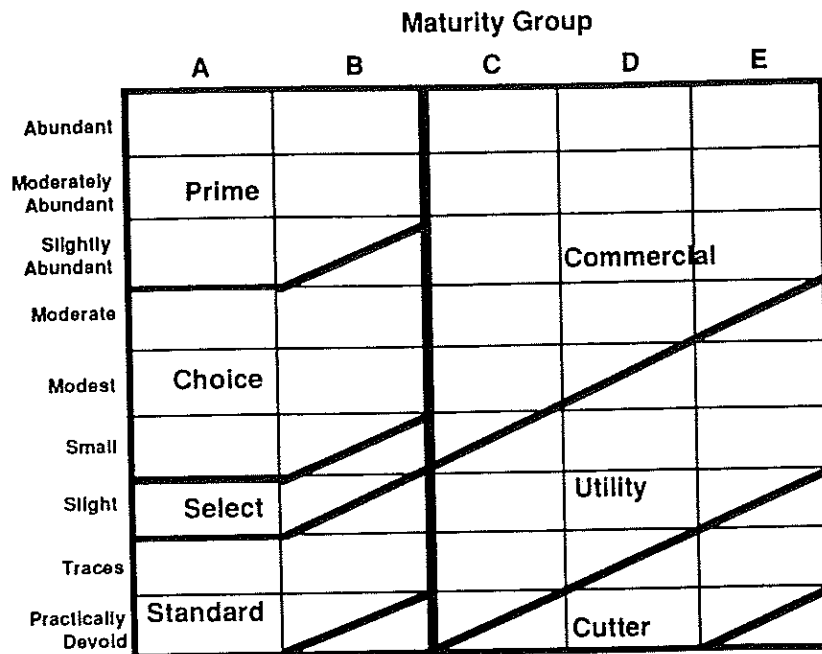 Maturity Group
A B C D E
Abundant
Moderately
Abundant
Prime
Slightly
Abundant
Commercial
Moderate
Modest
Choice
Small
Slight
Select
Utility
Traces
Practically
Devoid
Standard
Cutter